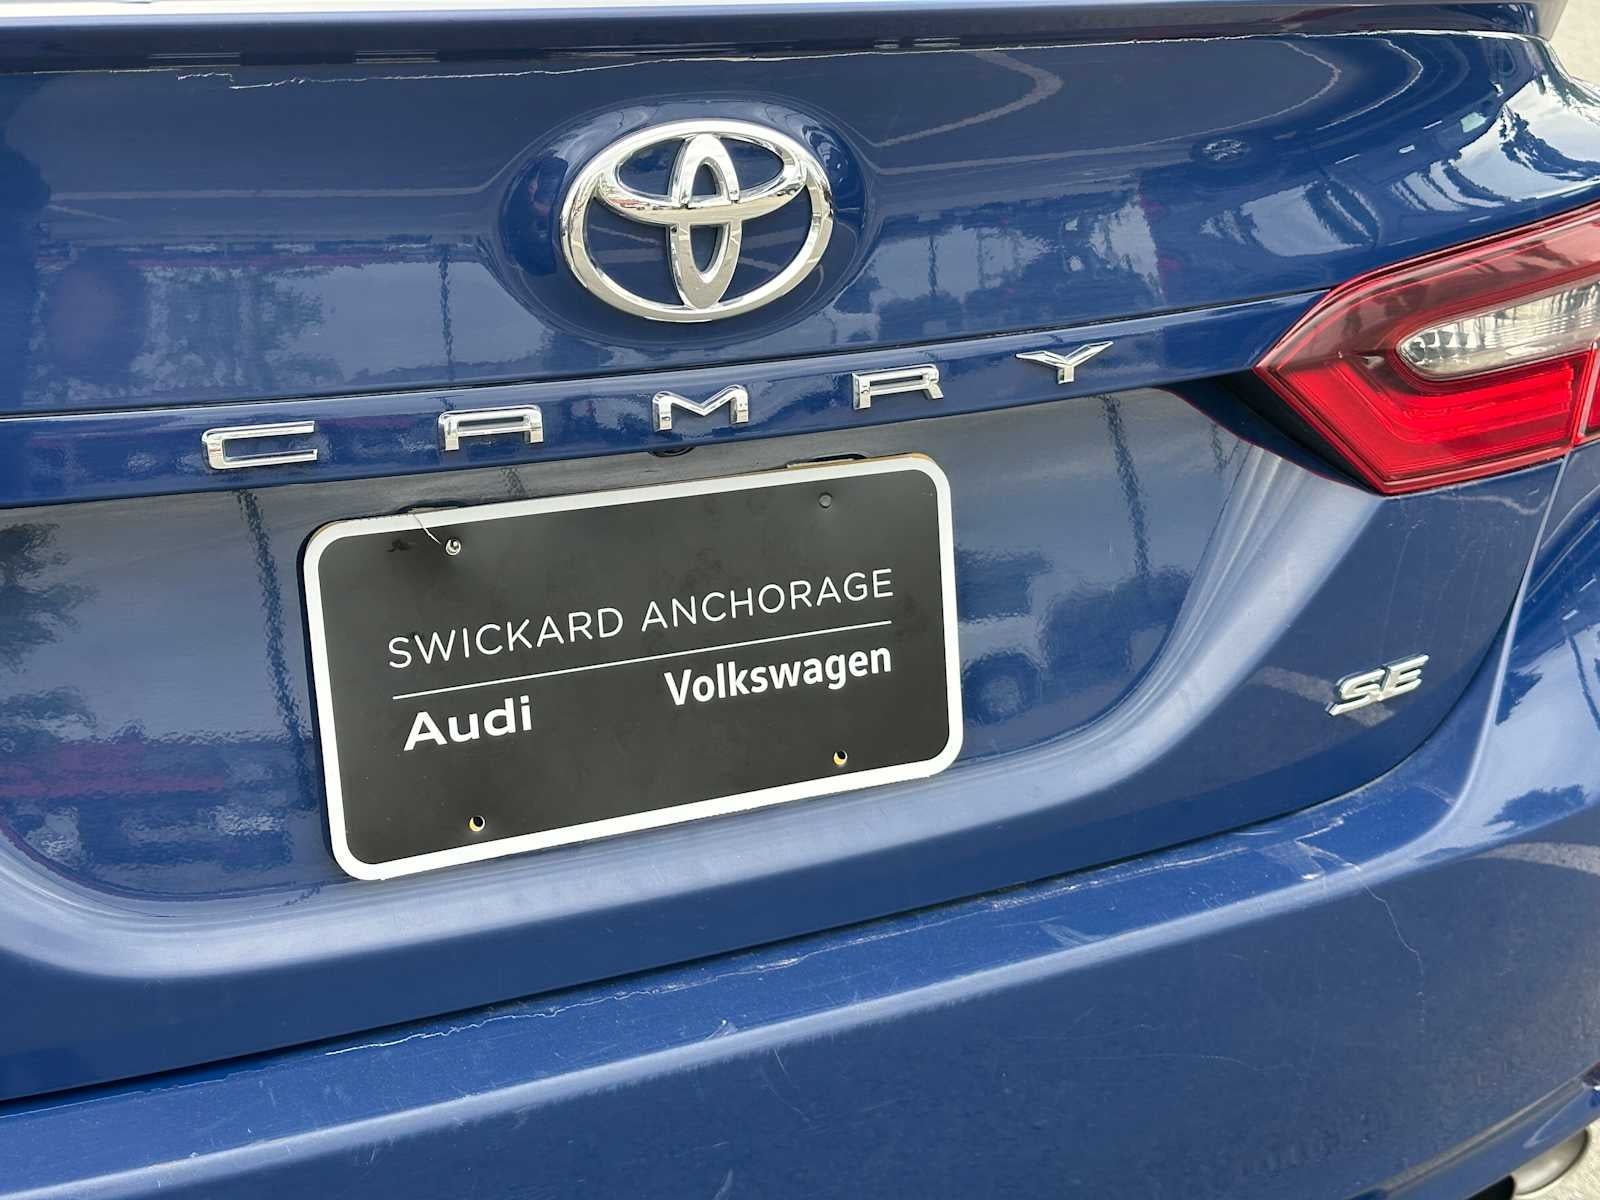 CAMRY
SWICKARD ANCHORAGE
Audi Volkswagen
SE